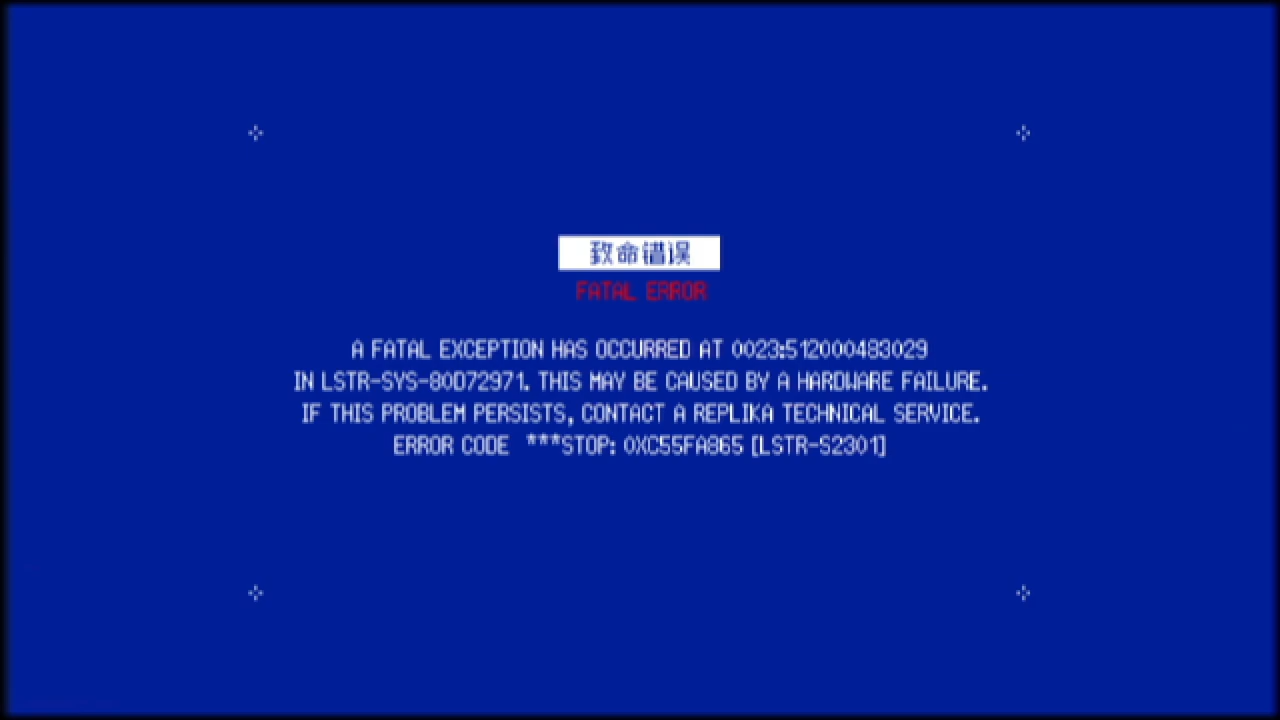 致命错误
FATAL ERROR
A FATAL EXCEPTION HAS OCCURRED AT 0023:512000483029
IN LSTR-SYS-80D72971. THIS MAY BE CAUSED BY A HARDWARE FAILURE.
IF THIS PROBLEM PERSISTS, CONTACT A REPLIKA TECHNICAL SERVICE.
ERROR CODE ***STOP: 0XC55FA865 [LSTR-S2301]